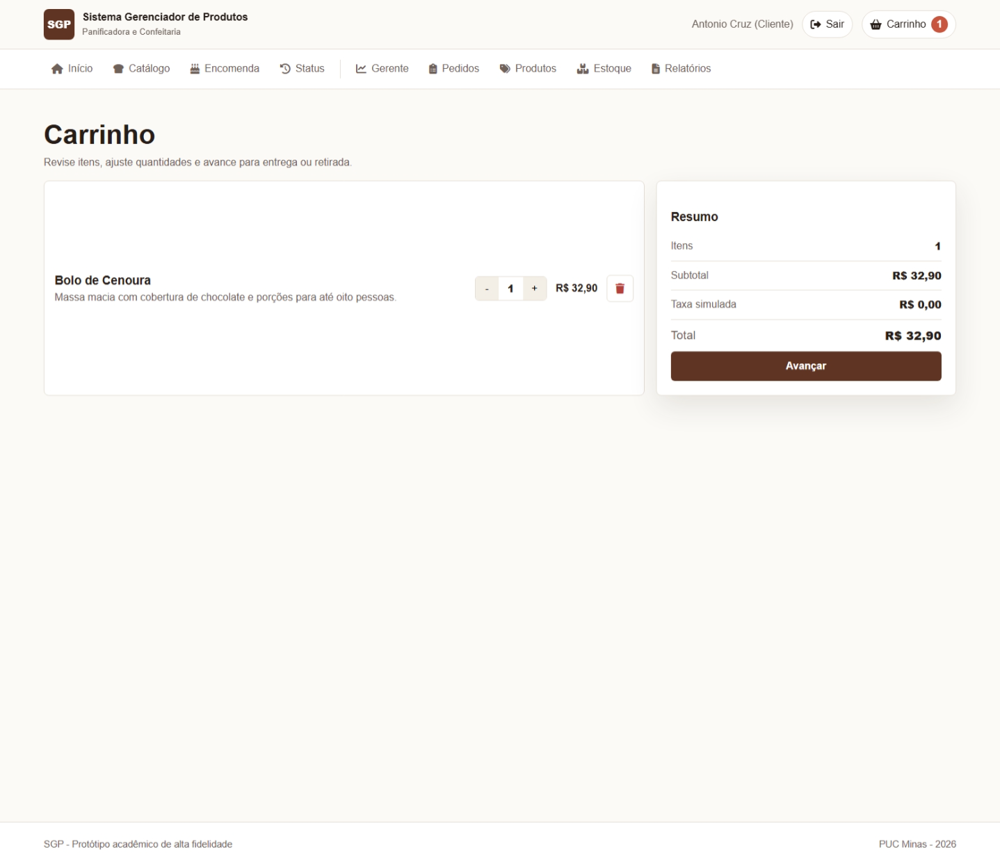 SGP
Sistema Gerenciador de Produtos
Panificadora e Confeitaria
Antonio Cruz (Cliente)
Sair
Carrinho 1
Início
Catálogo
Encomenda
Status
Gerente
Pedidos
Produtos
Estoque
Relatórios
Carrinho
Revise itens, ajuste quantidades e avance para entrega ou retirada.
Bolo de Cenoura
Massa macia com cobertura de chocolate e porções para até oito pessoas.
- 1 +
R$ 32,90
Resumo
Itens 1
Subtotal R$ 32,90
Taxa simulada R$ 0,00
Total R$ 32,90
Avançar
SGP - Protótipo acadêmico de alta fidelidade
PUC Minas - 2026